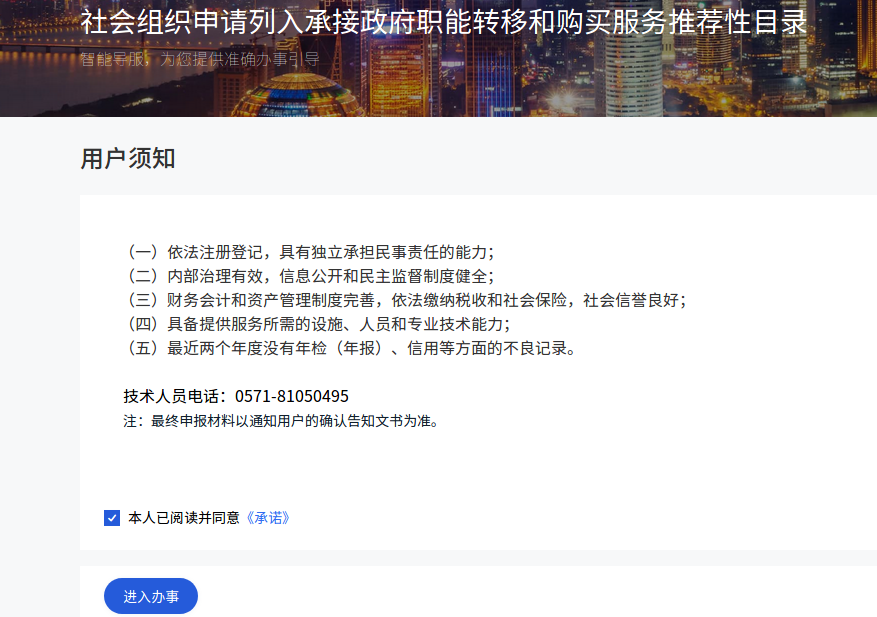 社会组织申请列入承接政府职能转移和购买服务推荐性目录
智能导服，为您提供准确办事引导
用户须知
（一）依法注册登记，具有独立承担民事责任的能力；
（二）内部治理有效，信息公开和民主监督制度健全；
（三）财务会计和资产管理制度完善，依法缴纳税收和社会保险，社会信誉良好；
（四）具备提供服务所需的设施、人员和专业技术能力；
（五）最近两个年度没有年检（年报）、信用等方面的不良记录。
技术人员电话：0571-81050495
注：最终申报材料以通知用户的确认告知文书为准。
本人已阅读并同意《承诺》
进入办事